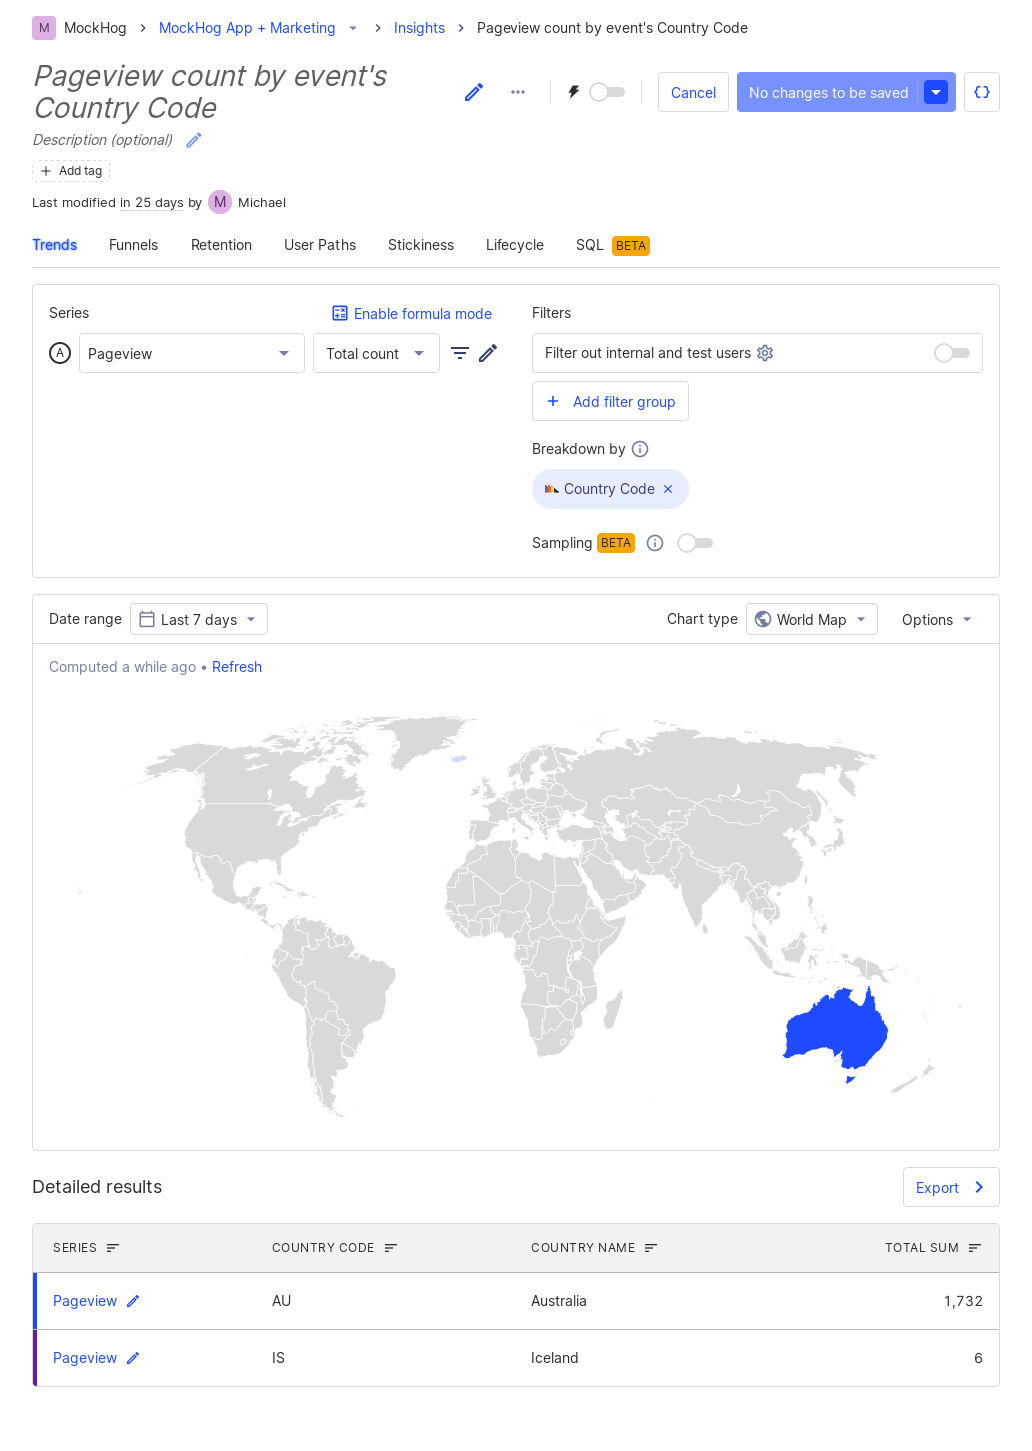 M MockHog > MockHog App + Marketing > Insights > Pageview count by event's Country Code
Pageview count by event's
Country Code
Cancel No changes to be saved
Description (optional)
Add tag
Last modified in 25 days by M Michael
Trends Funnels Retention User Paths Stickiness Lifecycle SQL BETA
Series Enable formula mode Filters
A Pageview Total count Filter out internal and test users
+ Add filter group
Breakdown by
Country Code ×
Sampling BETA
Date range Last 7 days Chart type World Map Options
Computed a while ago • Refresh
Detailed results Export
SERIES COUNTRY CODE COUNTRY NAME TOTAL SUM
Pageview AU Australia 1,732
Pageview IS Iceland 6